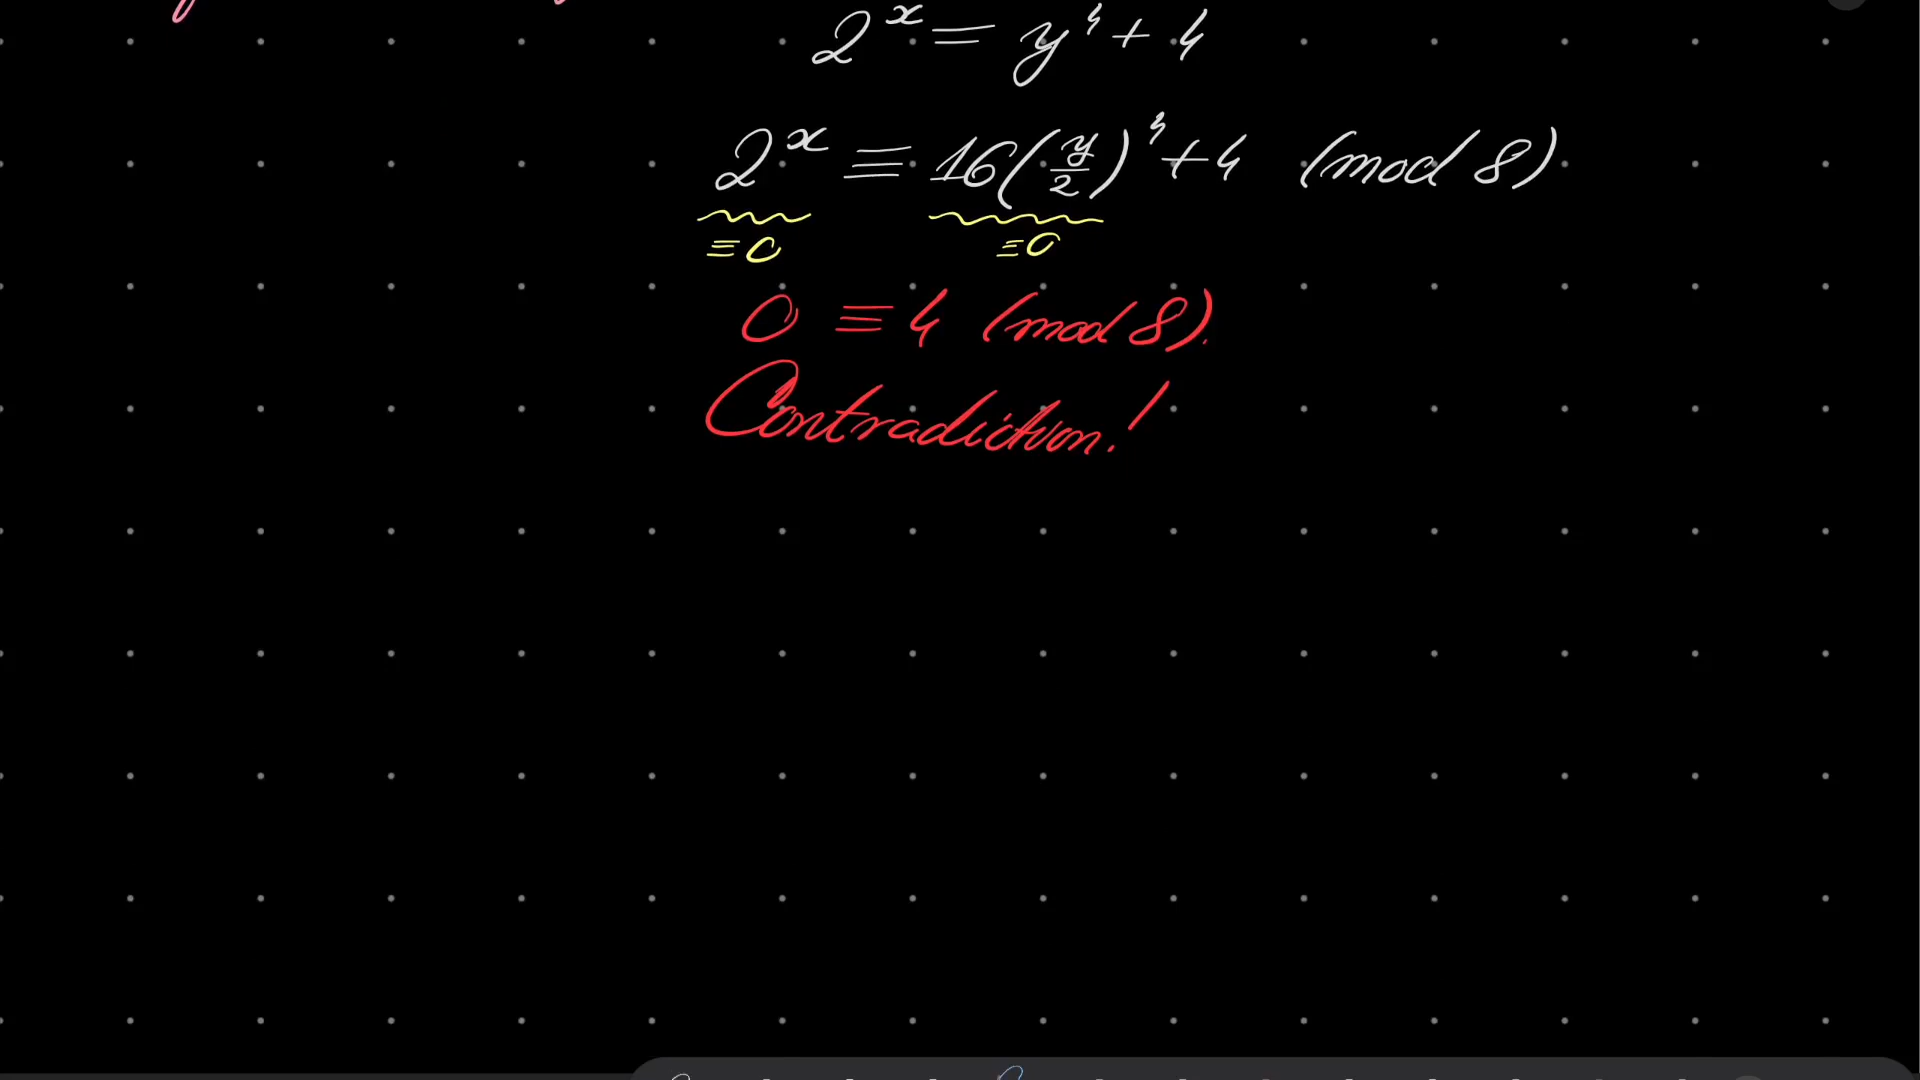 2^x = y^4 + 4
2^x ≡ 16(y/2)^4 + 4 (mod 8)
≡0 ≡0
0 ≡ 4 (mod 8).
Contradiction!